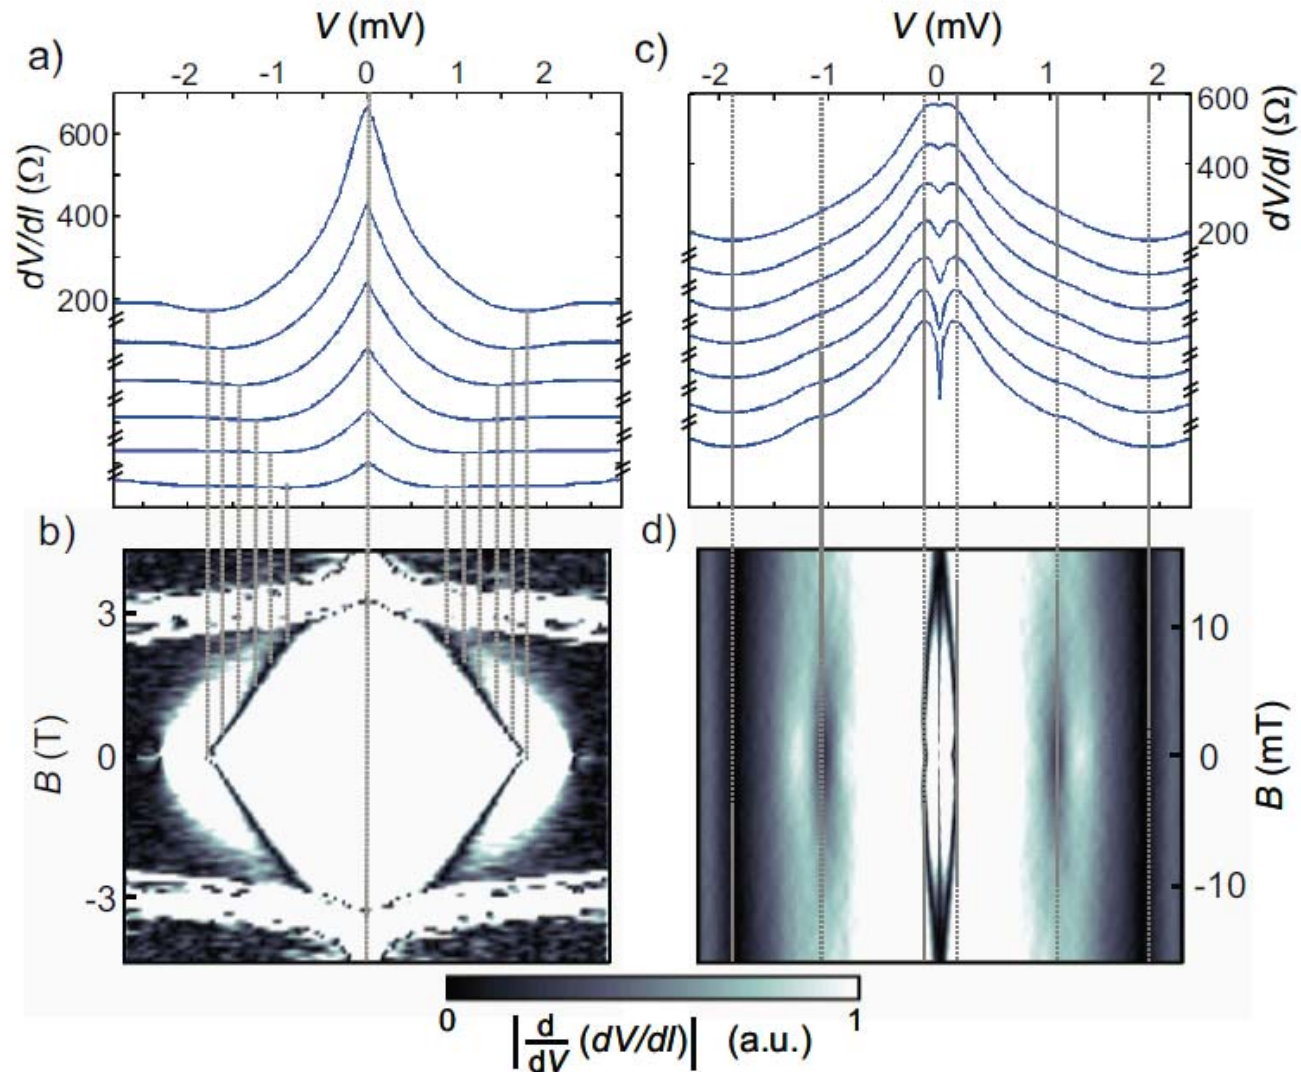 a)
V (mV)
-2 -1 0 1 2
dV/dI (Ω)
600
400
200
c)
V (mV)
-2 -1 0 1 2
600
400
200
dV/dI (Ω)
b)
B (T)
3
0
-3
d)
10
0
-10
B (mT)
0 1
|d/dV (dV/dI)| (a.u.)